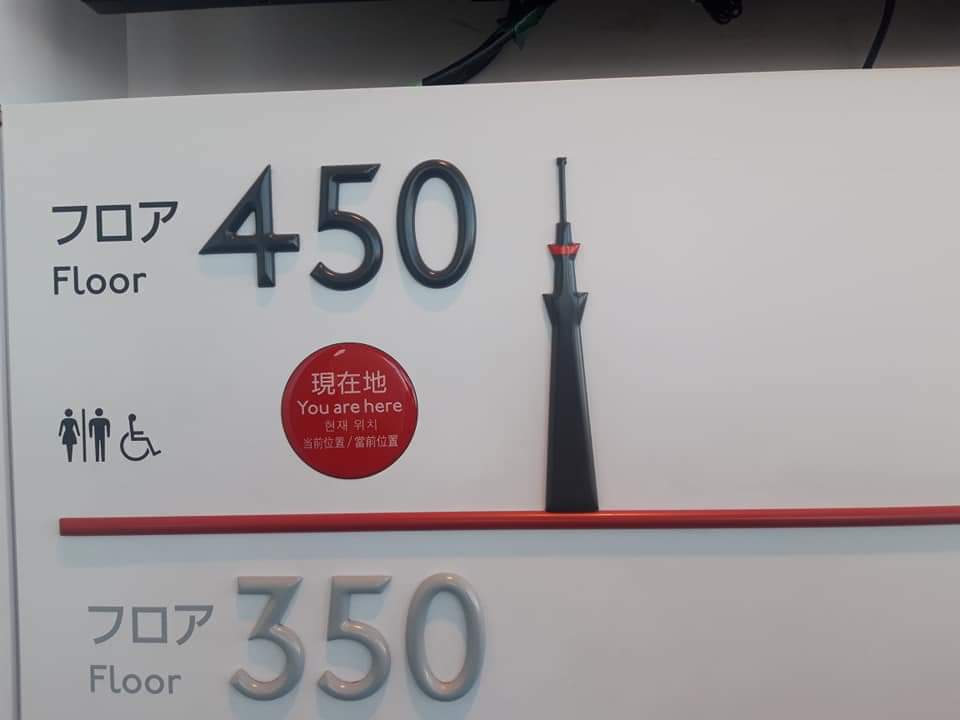 フロア 450
Floor
現在地
You are here
현재 위치
当前位置 / 當前位置
フロア 350
Floor